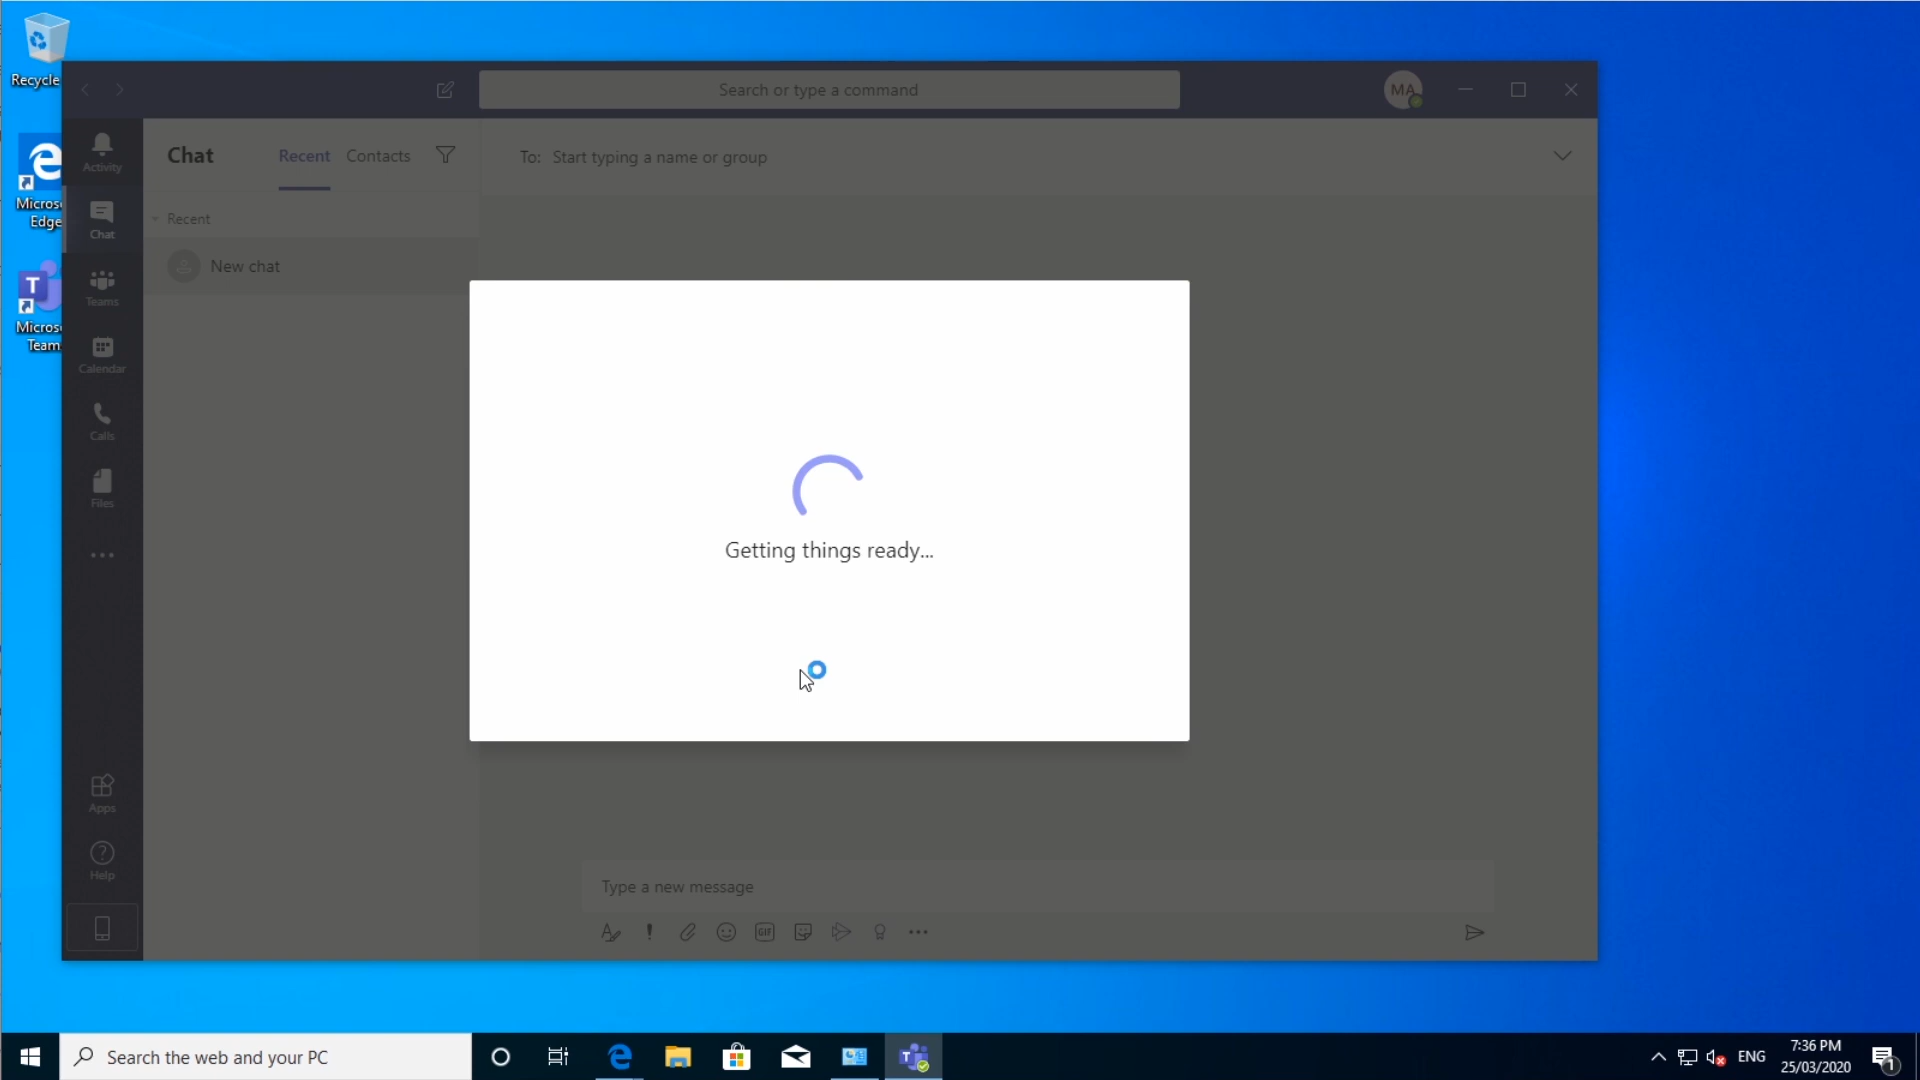 Recycle
Search or type a command
MA
Activity
Chat
Recent
Contacts
To: Start typing a name or group
Micros
Edge
Chat
Recent
New chat
Teams
T
Micros
Team
Calendar
Calls
Files
Getting things ready...
Apps
Help
Type a new message
GIF
Search the web and your PC
T
ENG
7:36 PM
25/03/2020
1